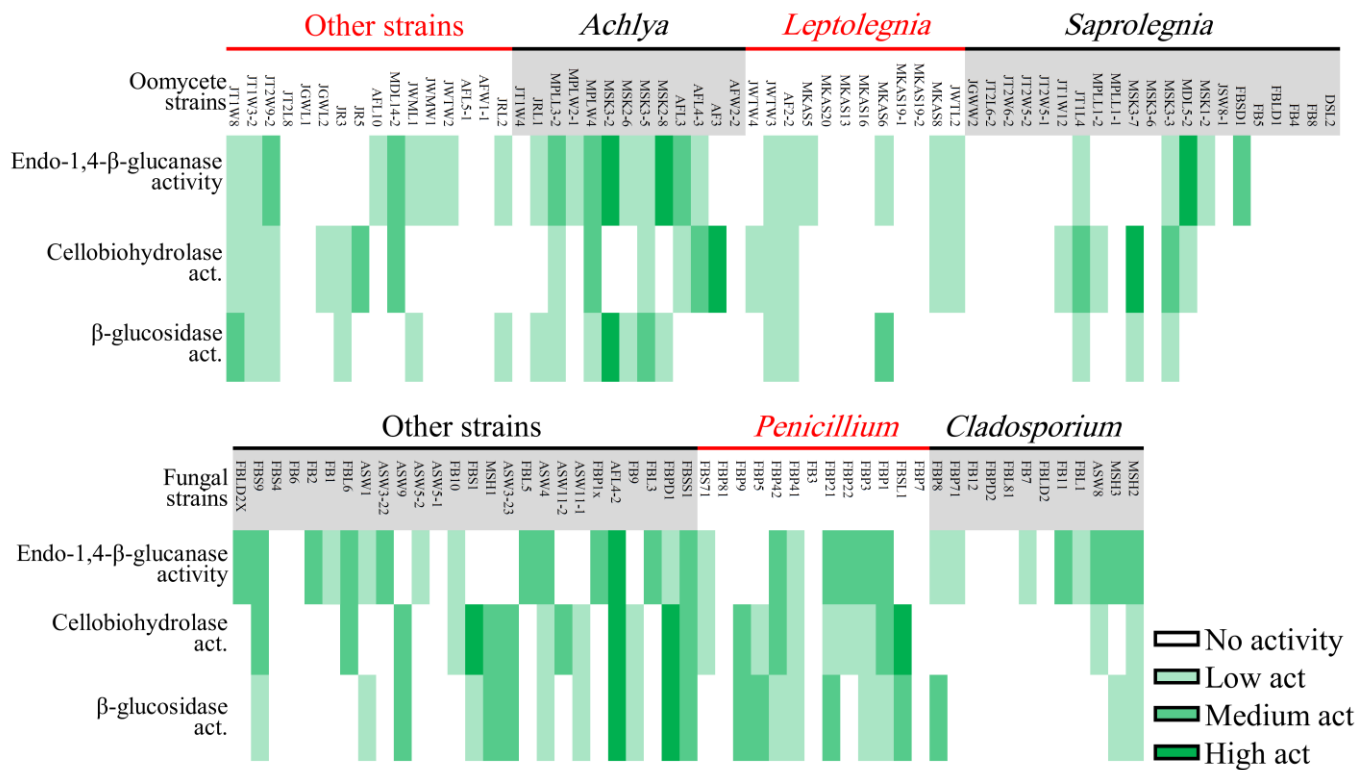 Other strains
Achlya
Leptolegnia
Saprolegnia
Oomycete
strains
JT1W8
JT1W3-2
JT2W9-2
JT2L8
JGWL1
JGWL2
JR3
JR5
AFL10
MDL14-2
JWML1
JWMW1
JWTW2
AFL5-1
AFW1-1
JRL2
JT1W4
JRL1
MPLL3-2
MPLW2-1
MPLW4
MSK3-2
MSK2-6
MSK3-5
MSK2-8
AFL3
AFL4-3
AF3
AFW2-2
JWTW4
JWTW3
AF2-2
MKAS5
MKAS20
MKAS13
MKAS16
MKAS6
MKAS19-1
MKAS19-2
MKAS8
JWTL2
JGWW2
JT2L6-2
JT2W6-2
JT2W5-2
JT2W5-1
JT1W12
JT1L4
MPLL1-2
MPLL1-1
MSK3-7
MSK3-6
MSK3-3
MDL5-2
MSK1-2
JSW8-1
FBSD1
FB5
FBLD1
FB4
FB8
DSL2
Endo-1,4-β-glucanase
activity
Cellobiohydrolase
act.
β-glucosidase
act.
Other strains
Penicillium
Cladosporium
Fungal
strains
FBLD2X
FBS9
FBS4
FB6
FB2
FB1
FBL6
ASW1
ASW3-22
ASW9
ASW5-2
ASW5-1
FB10
FBS1
MSH1
ASW3-23
FBL5
ASW4
ASW11-2
ASW11-1
FBP1x
AFL4-2
FB9
FBL3
FBPD1
FBSS1
FBS71
FBP81
FBP9
FBP5
FBP42
FBP41
FB3
FBP21
FBP22
FBP3
FBP1
FBSL1
FBP7
FBP8
FBP71
FB12
FBPD2
FBL81
FBLD2
FB7
FB11
FBL1
ASW8
MSH3
MSH2
Endo-1,4-β-glucanase
activity
Cellobiohydrolase
act.
β-glucosidase
act.
No activity
Low act
Medium act
High act